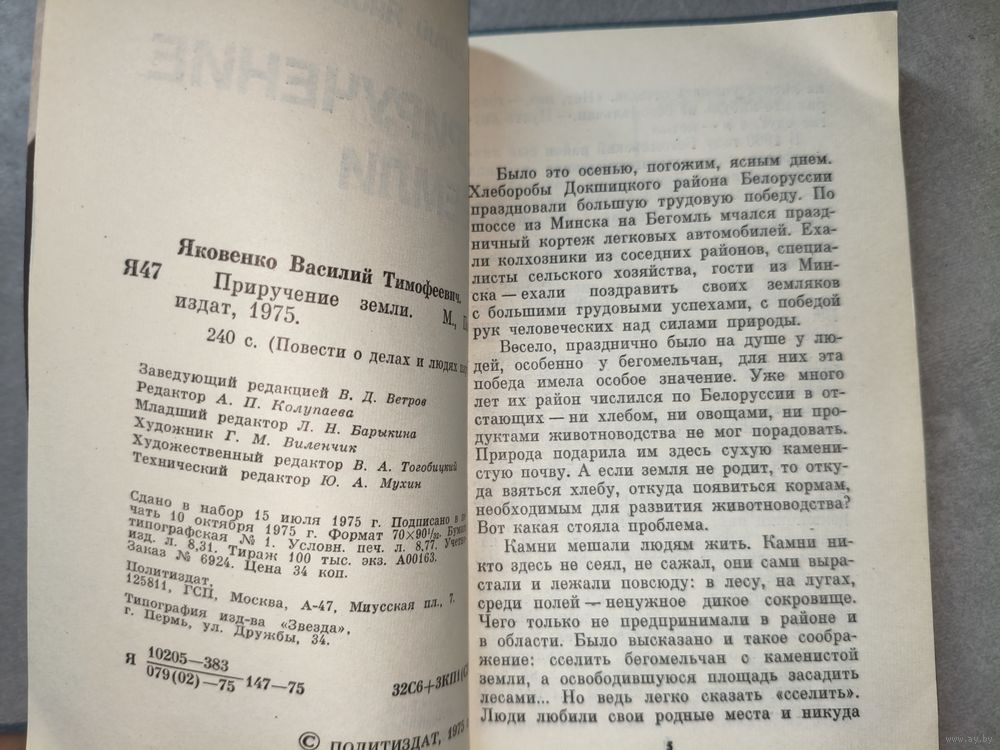 Яковенко Василий Тимофеевич.
Я47
Приручение земли. М.,
издат, 1975.
240 с. (Повести о делах и людях
Заведующий редакцией В. Д. Ветров
Редактор А. П. Колупаева
Младший редактор Л. Н. Барыкина
Художник Г. М. Виленчик
Художественный редактор В. А. Тогобицкий
Технический редактор Ю. А. Мухин
Сдано в набор 15 июля 1975 г. Подписано в
чать 10 октября 1975 г. Формат 70×90¹/₃₂.
типографская № 1. Условн. печ. л. 8,77.
изд. л. 8,31. Тираж 100 тыс. экз. А00163.
Заказ № 6924. Цена 34 коп.
Политиздат,
125811, ГСП, Москва, А-47, Миусская пл., 7.
Типография изд-ва «Звезда»,
г. Пермь, ул. Дружбы, 34.
Я 10205—383
079(02)—75 147—75
© ПОЛИТИЗДАТ, 1975
Было это осенью, погожим, ясным днем.
Хлеборобы Докшицкого района Белоруссии
праздновали большую трудовую победу. По
шоссе из Минска на Бегомль мчался празд-
ничный кортеж легковых автомобилей. Еха-
ли колхозники из соседних районов, специа-
листы сельского хозяйства, гости из Мин-
ска — ехали поздравить своих земляков
с большими трудовыми успехами, с победой
рук человеческих над силами природы.
Весело, празднично было на душе у лю-
дей, особенно у бегомельчан, для них эта
победа имела особое значение. Уже много
лет их район числился по Белоруссии в от-
стающих — ни хлебом, ни овощами, ни про-
дуктами животноводства не мог порадовать.
Природа подарила им здесь сухую камени-
стую почву. А если земля не родит, то отку-
да взяться хлебу, откуда появиться кормам,
необходимым для развития животноводства?
Вот какая стояла проблема.
Камни мешали людям жить. Камни ни-
кто здесь не сеял, не сажал, они сами выра-
стали и лежали повсюду: в лесу, на лугах,
среди полей — ненужное дикое сокровище.
Чего только не предпринимали в районе и
в области. Было высказано и такое сообра-
жение: сселить бегомельчан с каменистой
земли, а освободившуюся площадь засадить
лесами... Но ведь легко сказать «сселить».
Люди любили свои родные места и никуда
5
www.ay.by